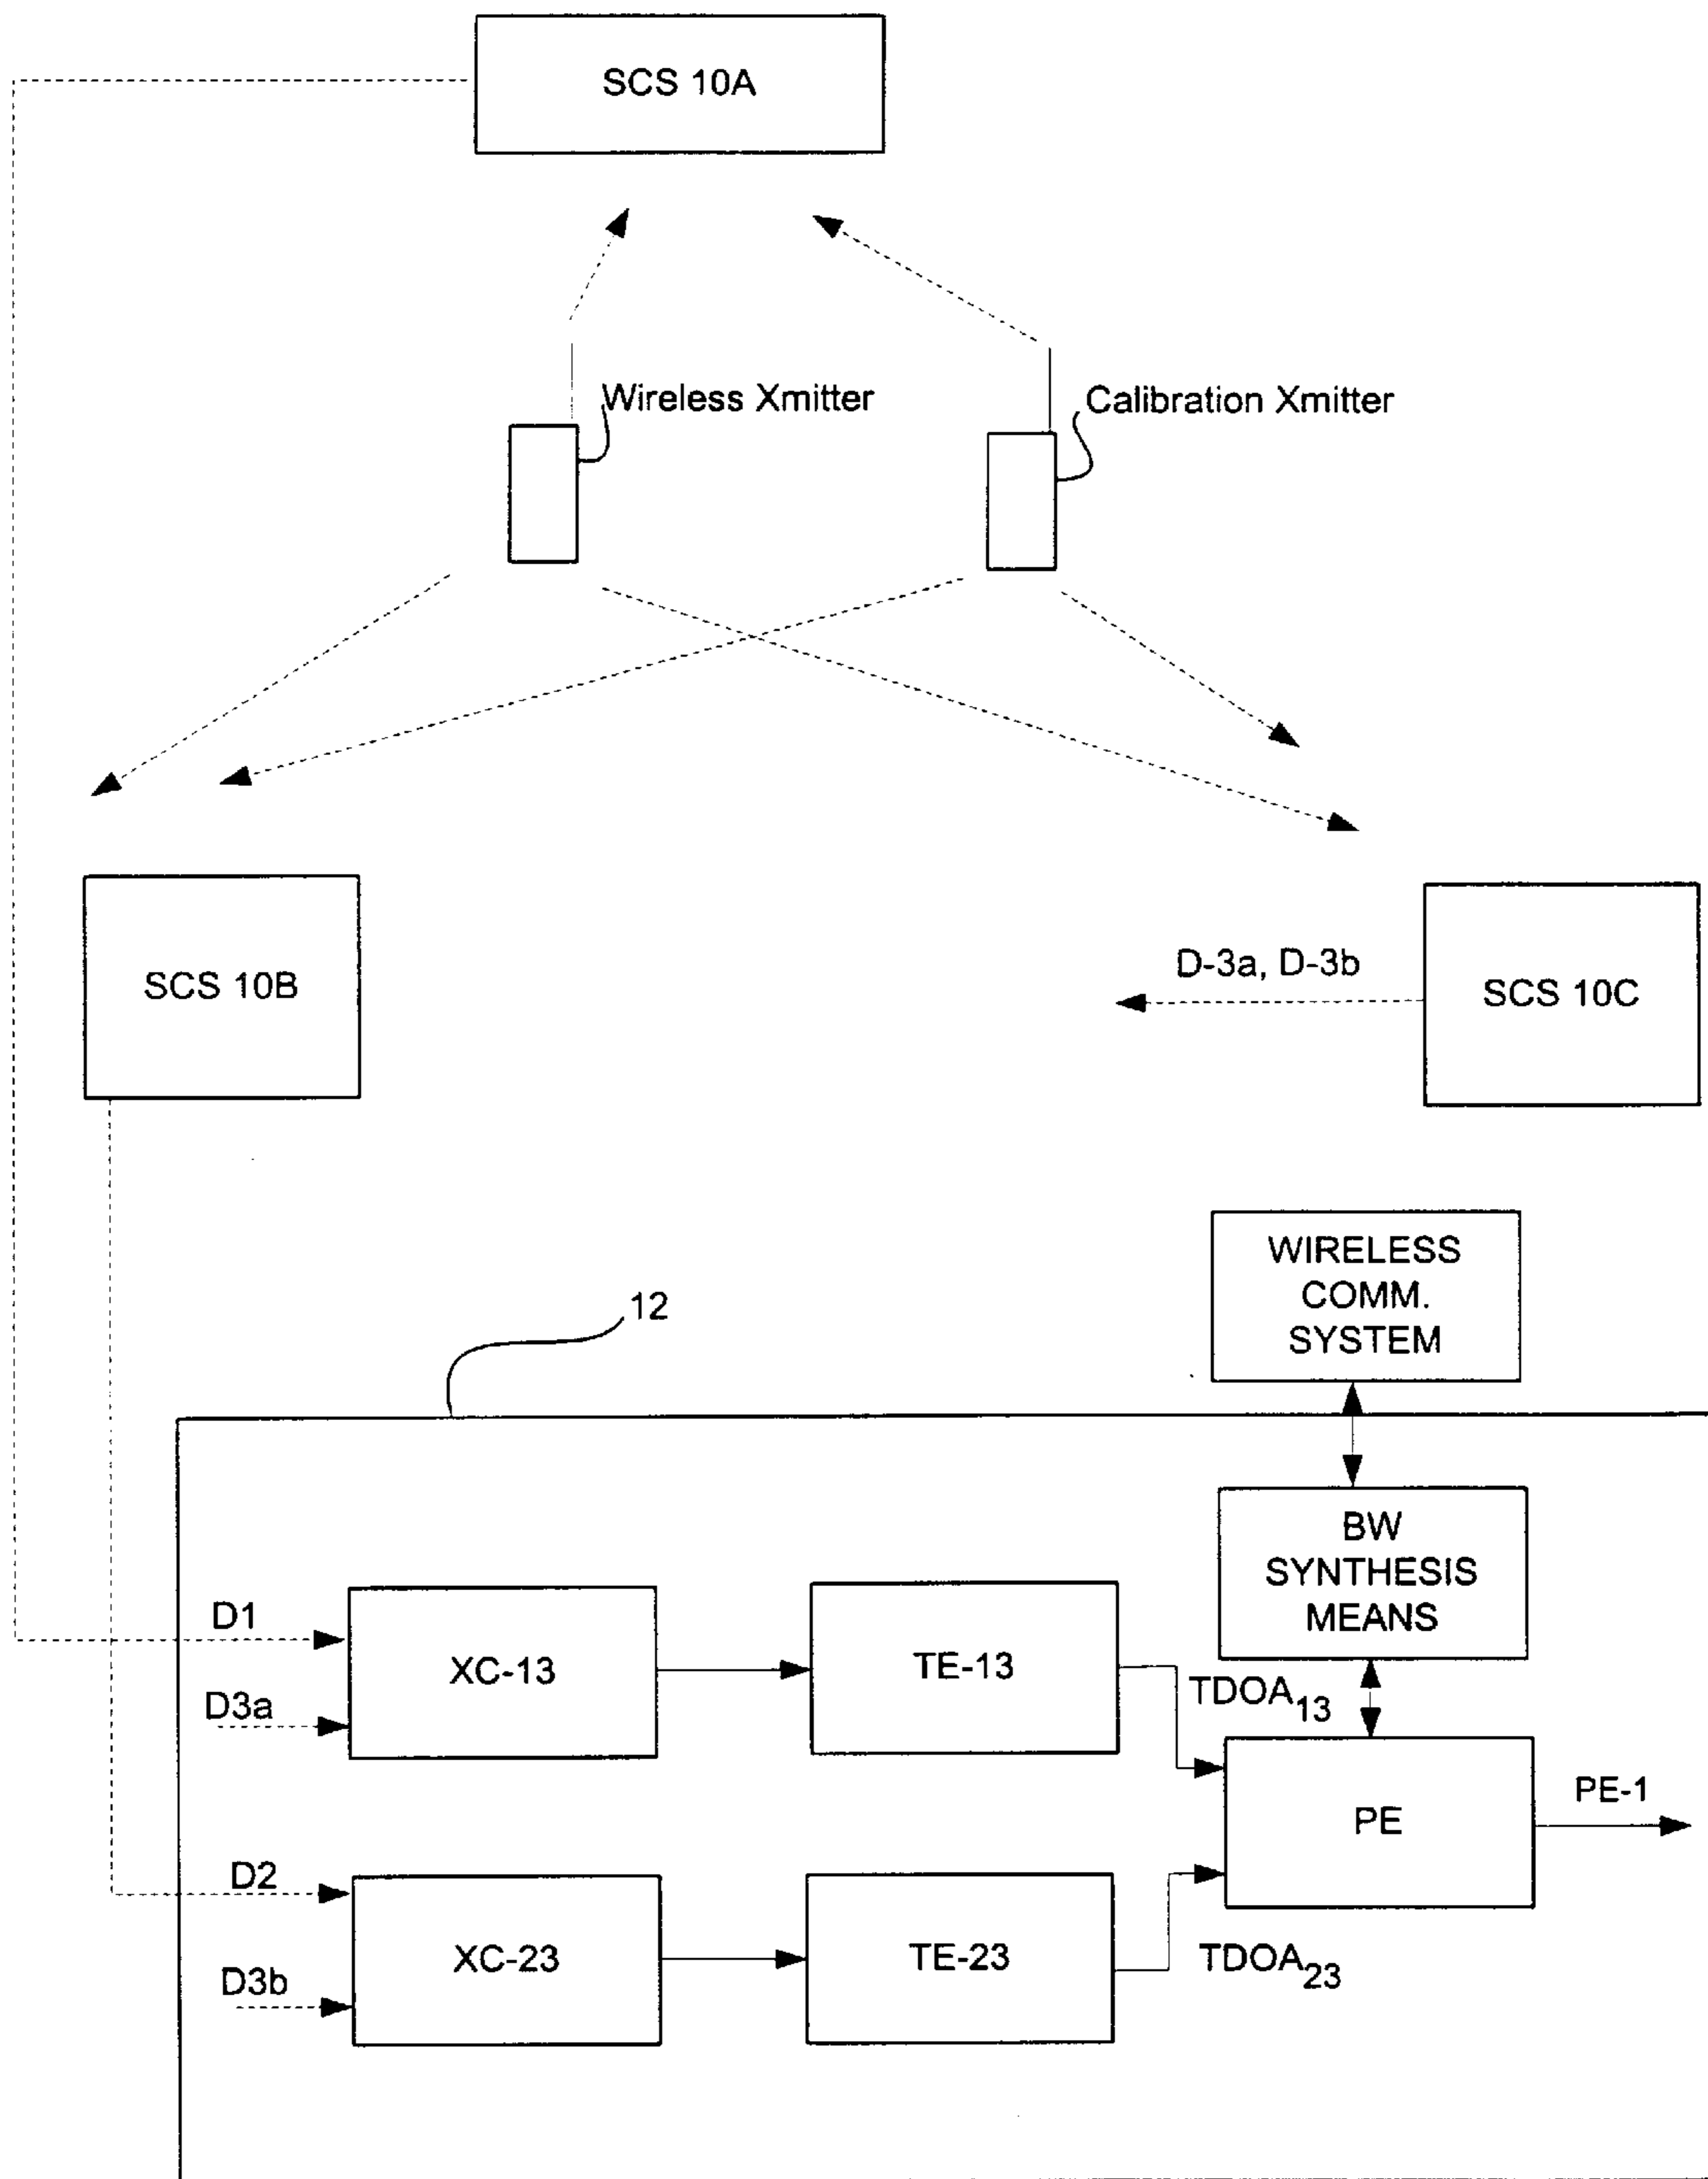 SCS 10A
Wireless Xmitter
Calibration Xmitter
SCS 10B
D-3a, D-3b
SCS 10C
WIRELESS
COMM.
SYSTEM
12
BW
SYNTHESIS
MEANS
D1
XC-13
TE-13
D3a
TDOA13
PE-1
PE
D2
XC-23
TE-23
TDOA23
D3b